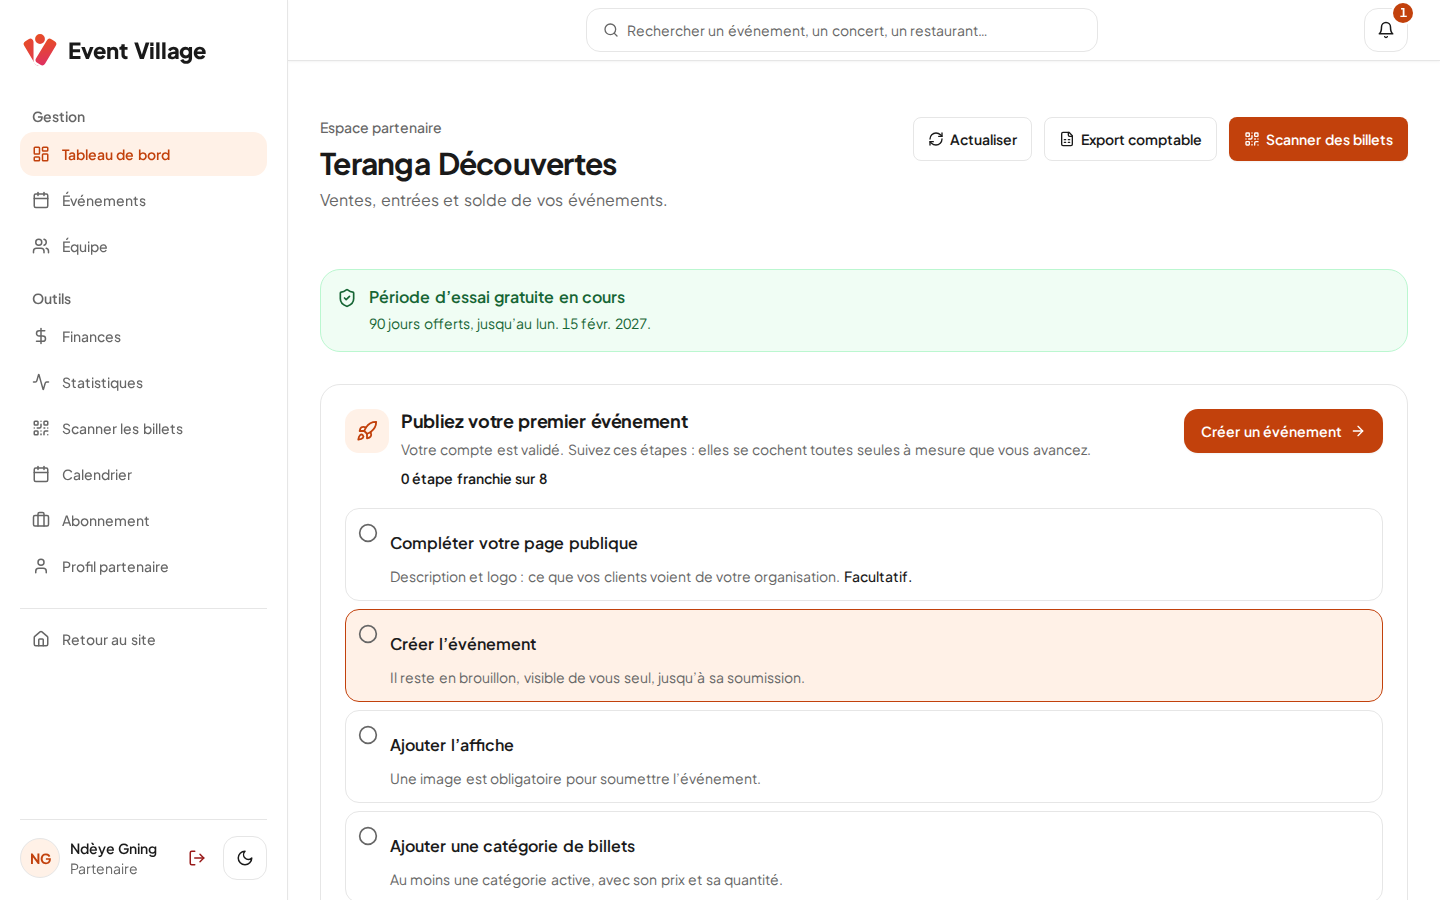 Event Village
Gestion
Tableau de bord
Événements
Équipe
Outils
Finances
Statistiques
Scanner les billets
Calendrier
Abonnement
Profil partenaire
Retour au site
NG
Ndèye Gning
Partenaire
Rechercher un événement, un concert, un restaurant…
1
Espace partenaire
Teranga Découvertes
Ventes, entrées et solde de vos événements.
Actualiser
Export comptable
Scanner des billets
Période d’essai gratuite en cours
90 jours offerts, jusqu’au lun. 15 févr. 2027.
Publiez votre premier événement
Votre compte est validé. Suivez ces étapes : elles se cochent toutes seules à mesure que vous avancez.
0 étape franchie sur 8
Créer un événement
Compléter votre page publique
Description et logo : ce que vos clients voient de votre organisation. Facultatif.
Créer l’événement
Il reste en brouillon, visible de vous seul, jusqu’à sa soumission.
Ajouter l’affiche
Une image est obligatoire pour soumettre l’événement.
Ajouter une catégorie de billets
Au moins une catégorie active, avec son prix et sa quantité.